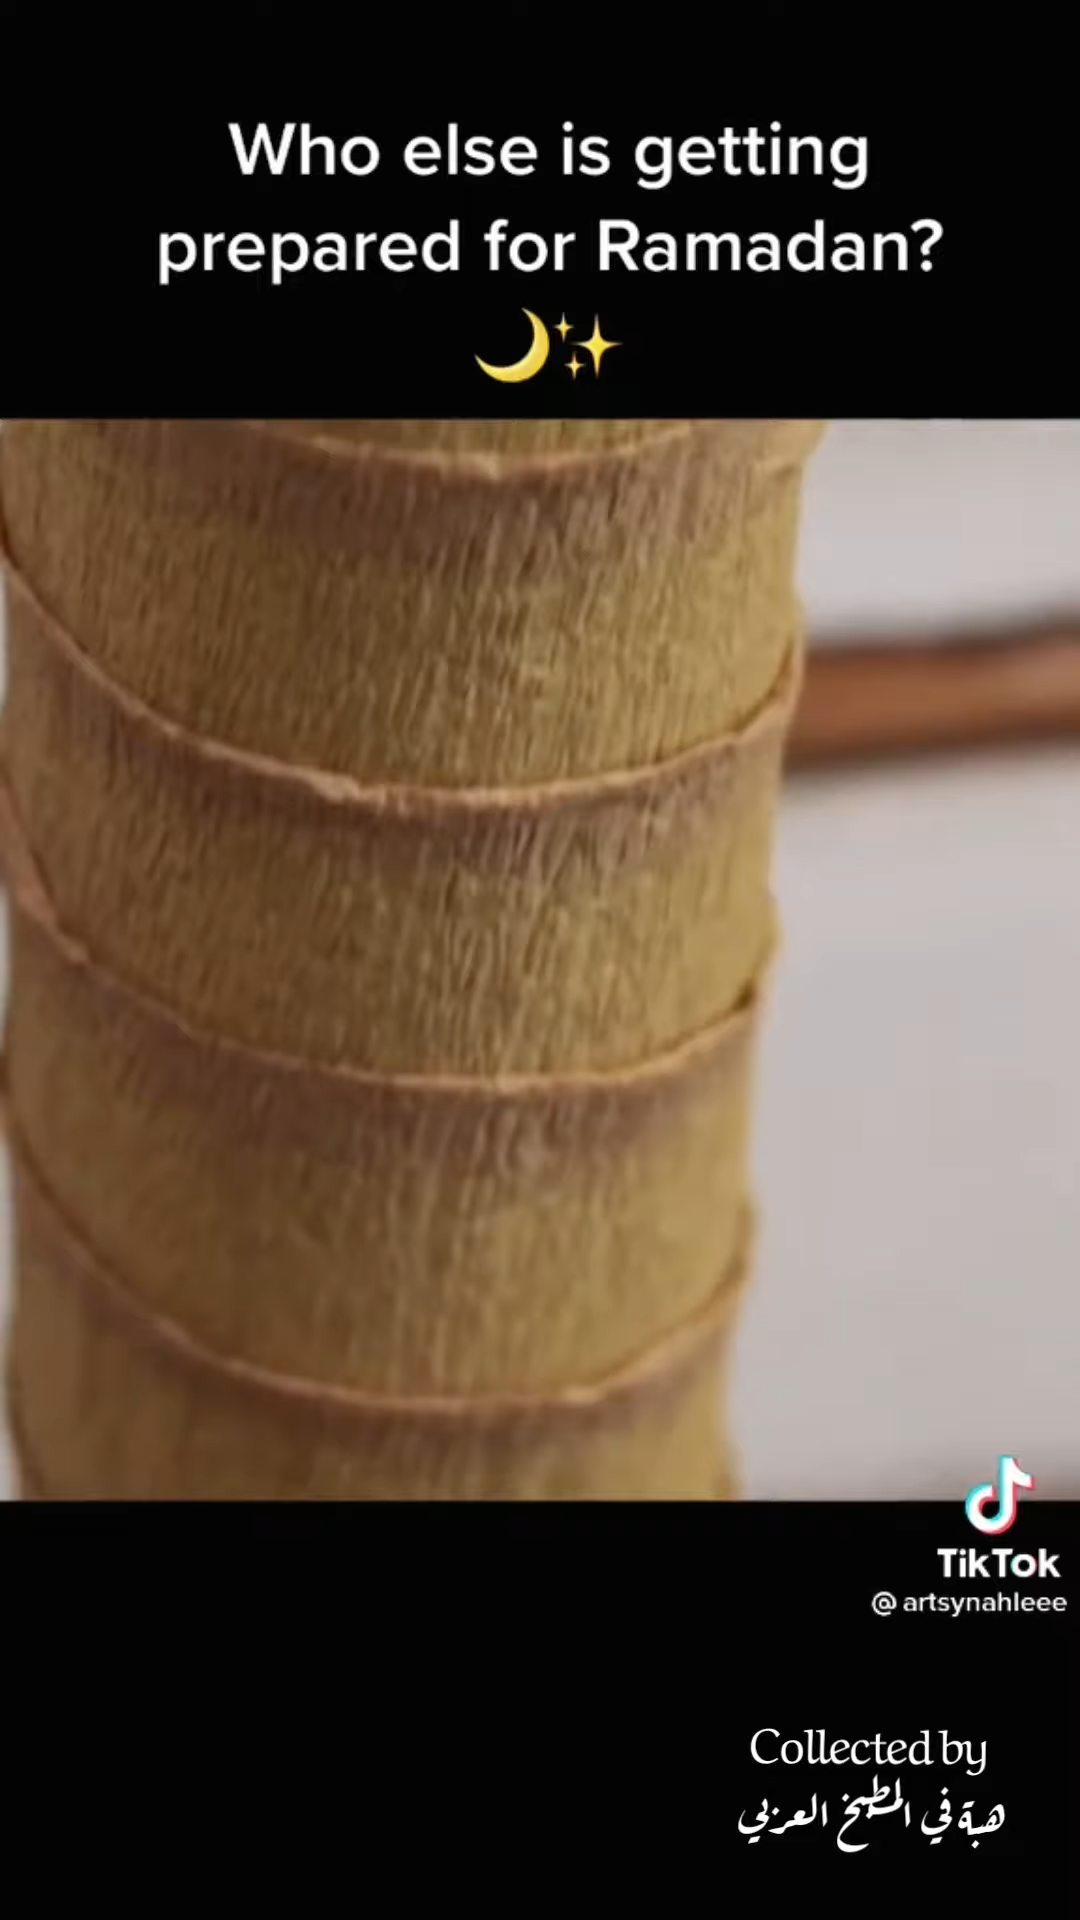 Who else is getting
prepared for Ramadan?
🌙✨
TikTok
@artsynahleee
Collected by
هبة في المطبخ العربي